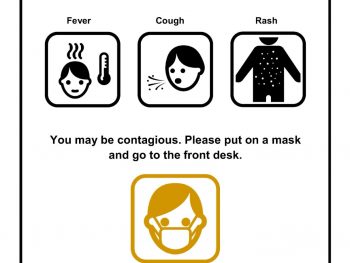 Fever Cough Rash
You may be contagious. Please put on a mask
and go to the front desk.